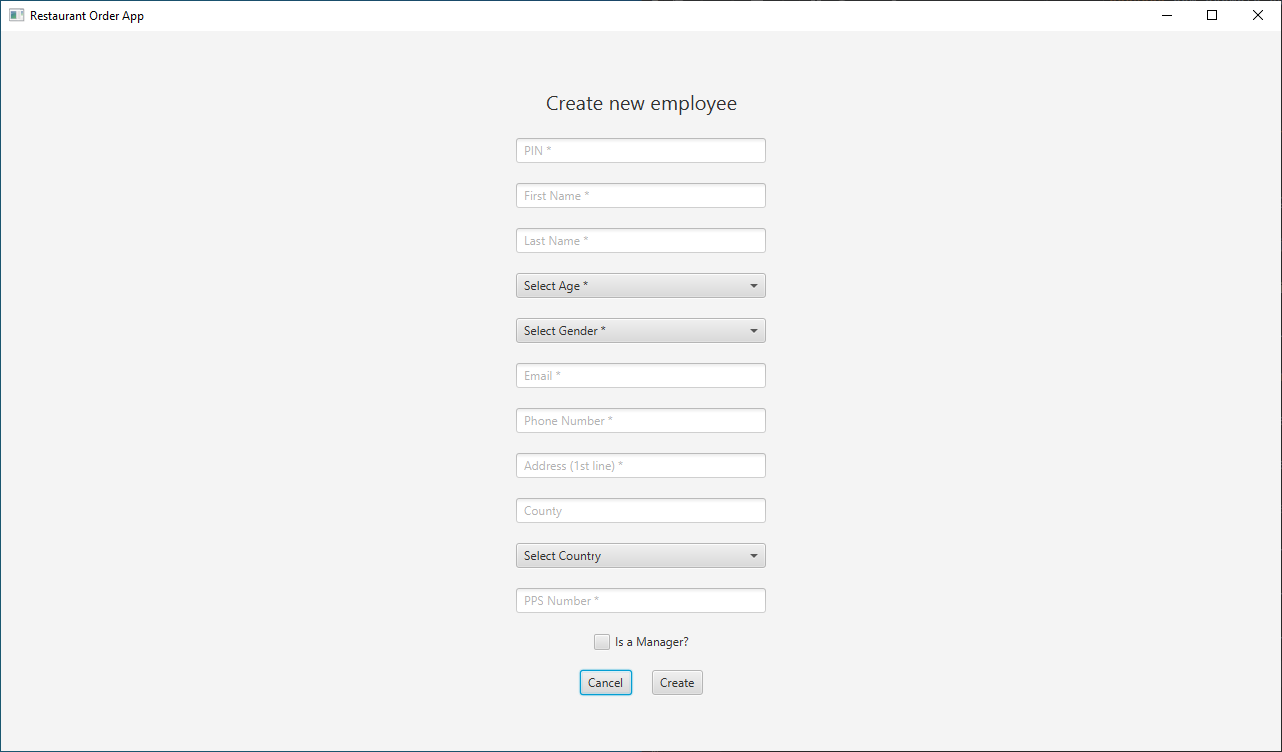 Restaurant Order App
Create new employee
PIN *
First Name *
Last Name *
Select Age *
Select Gender *
Email *
Phone Number *
Address (1st line) *
County
Select Country
PPS Number *
Is a Manager?
Cancel Create